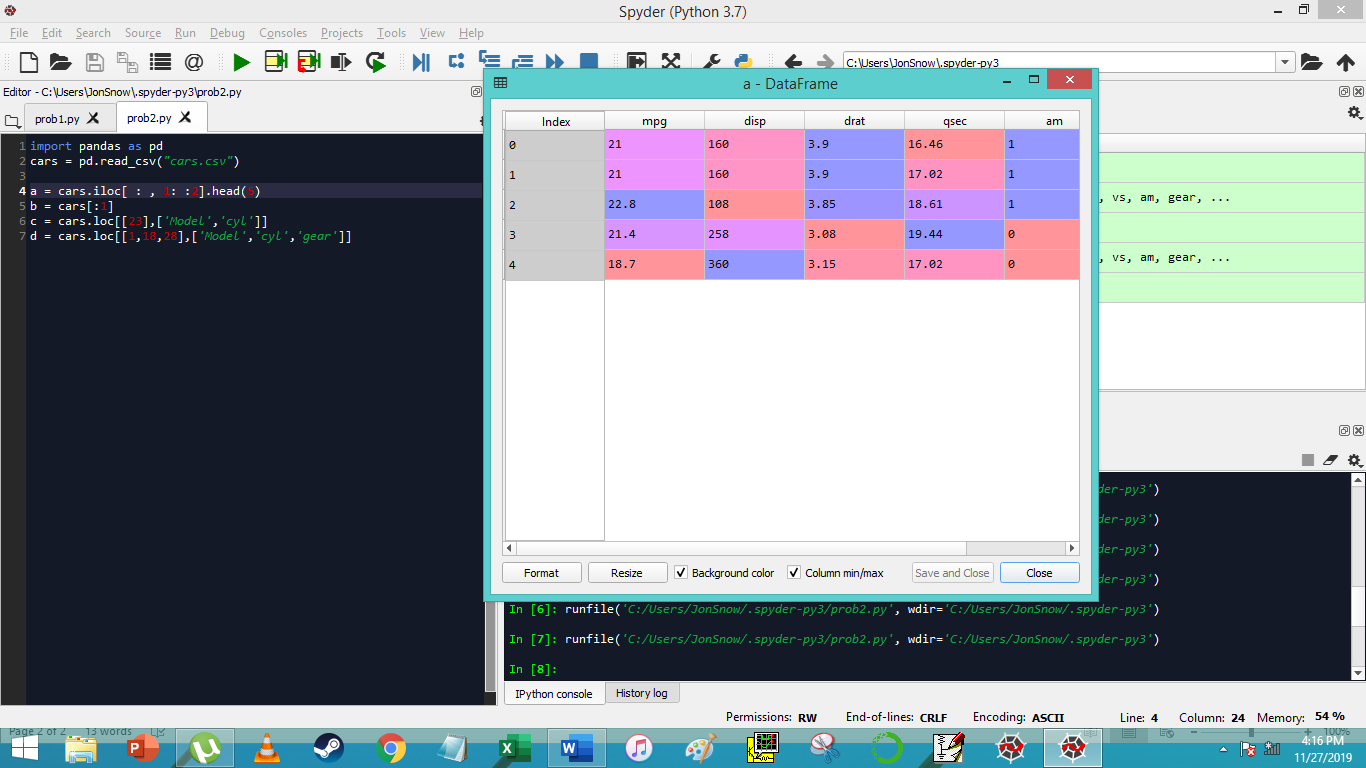 Spyder (Python 3.7)
File Edit Search Source Run Debug Consoles Projects Tools View Help
C:\Users\JonSnow\.spyder-py3
Editor - C:\Users\JonSnow\.spyder-py3\prob2.py
prob1.py prob2.py
1 import pandas as pd
2 cars = pd.read_csv("cars.csv")
3
4 a = cars.iloc[ : , 1: :2].head(5)
5 b = cars[:1]
6 c = cars.loc[[23],['Model','cyl']]
7 d = cars.loc[[1,18,28],['Model','cyl','gear']]
a - DataFrame
Index mpg disp drat qsec am
0 21 160 3.9 16.46 1
1 21 160 3.9 17.02 1
2 22.8 108 3.85 18.61 1
3 21.4 258 3.08 19.44 0
4 18.7 360 3.15 17.02 0
Format Resize Background color Column min/max Save and Close Close
, vs, am, gear, ...
, vs, am, gear, ...
der-py3')
der-py3')
der-py3')
der-py3')
In [6]: runfile('C:/Users/JonSnow/.spyder-py3/prob2.py', wdir='C:/Users/JonSnow/.spyder-py3')
In [7]: runfile('C:/Users/JonSnow/.spyder-py3/prob2.py', wdir='C:/Users/JonSnow/.spyder-py3')
In [8]:
IPython console History log
Permissions: RW End-of-lines: CRLF Encoding: ASCII Line: 4 Column: 24 Memory: 54 %
Page 2 of 2 13 words 100%
4:16 PM
11/27/2019